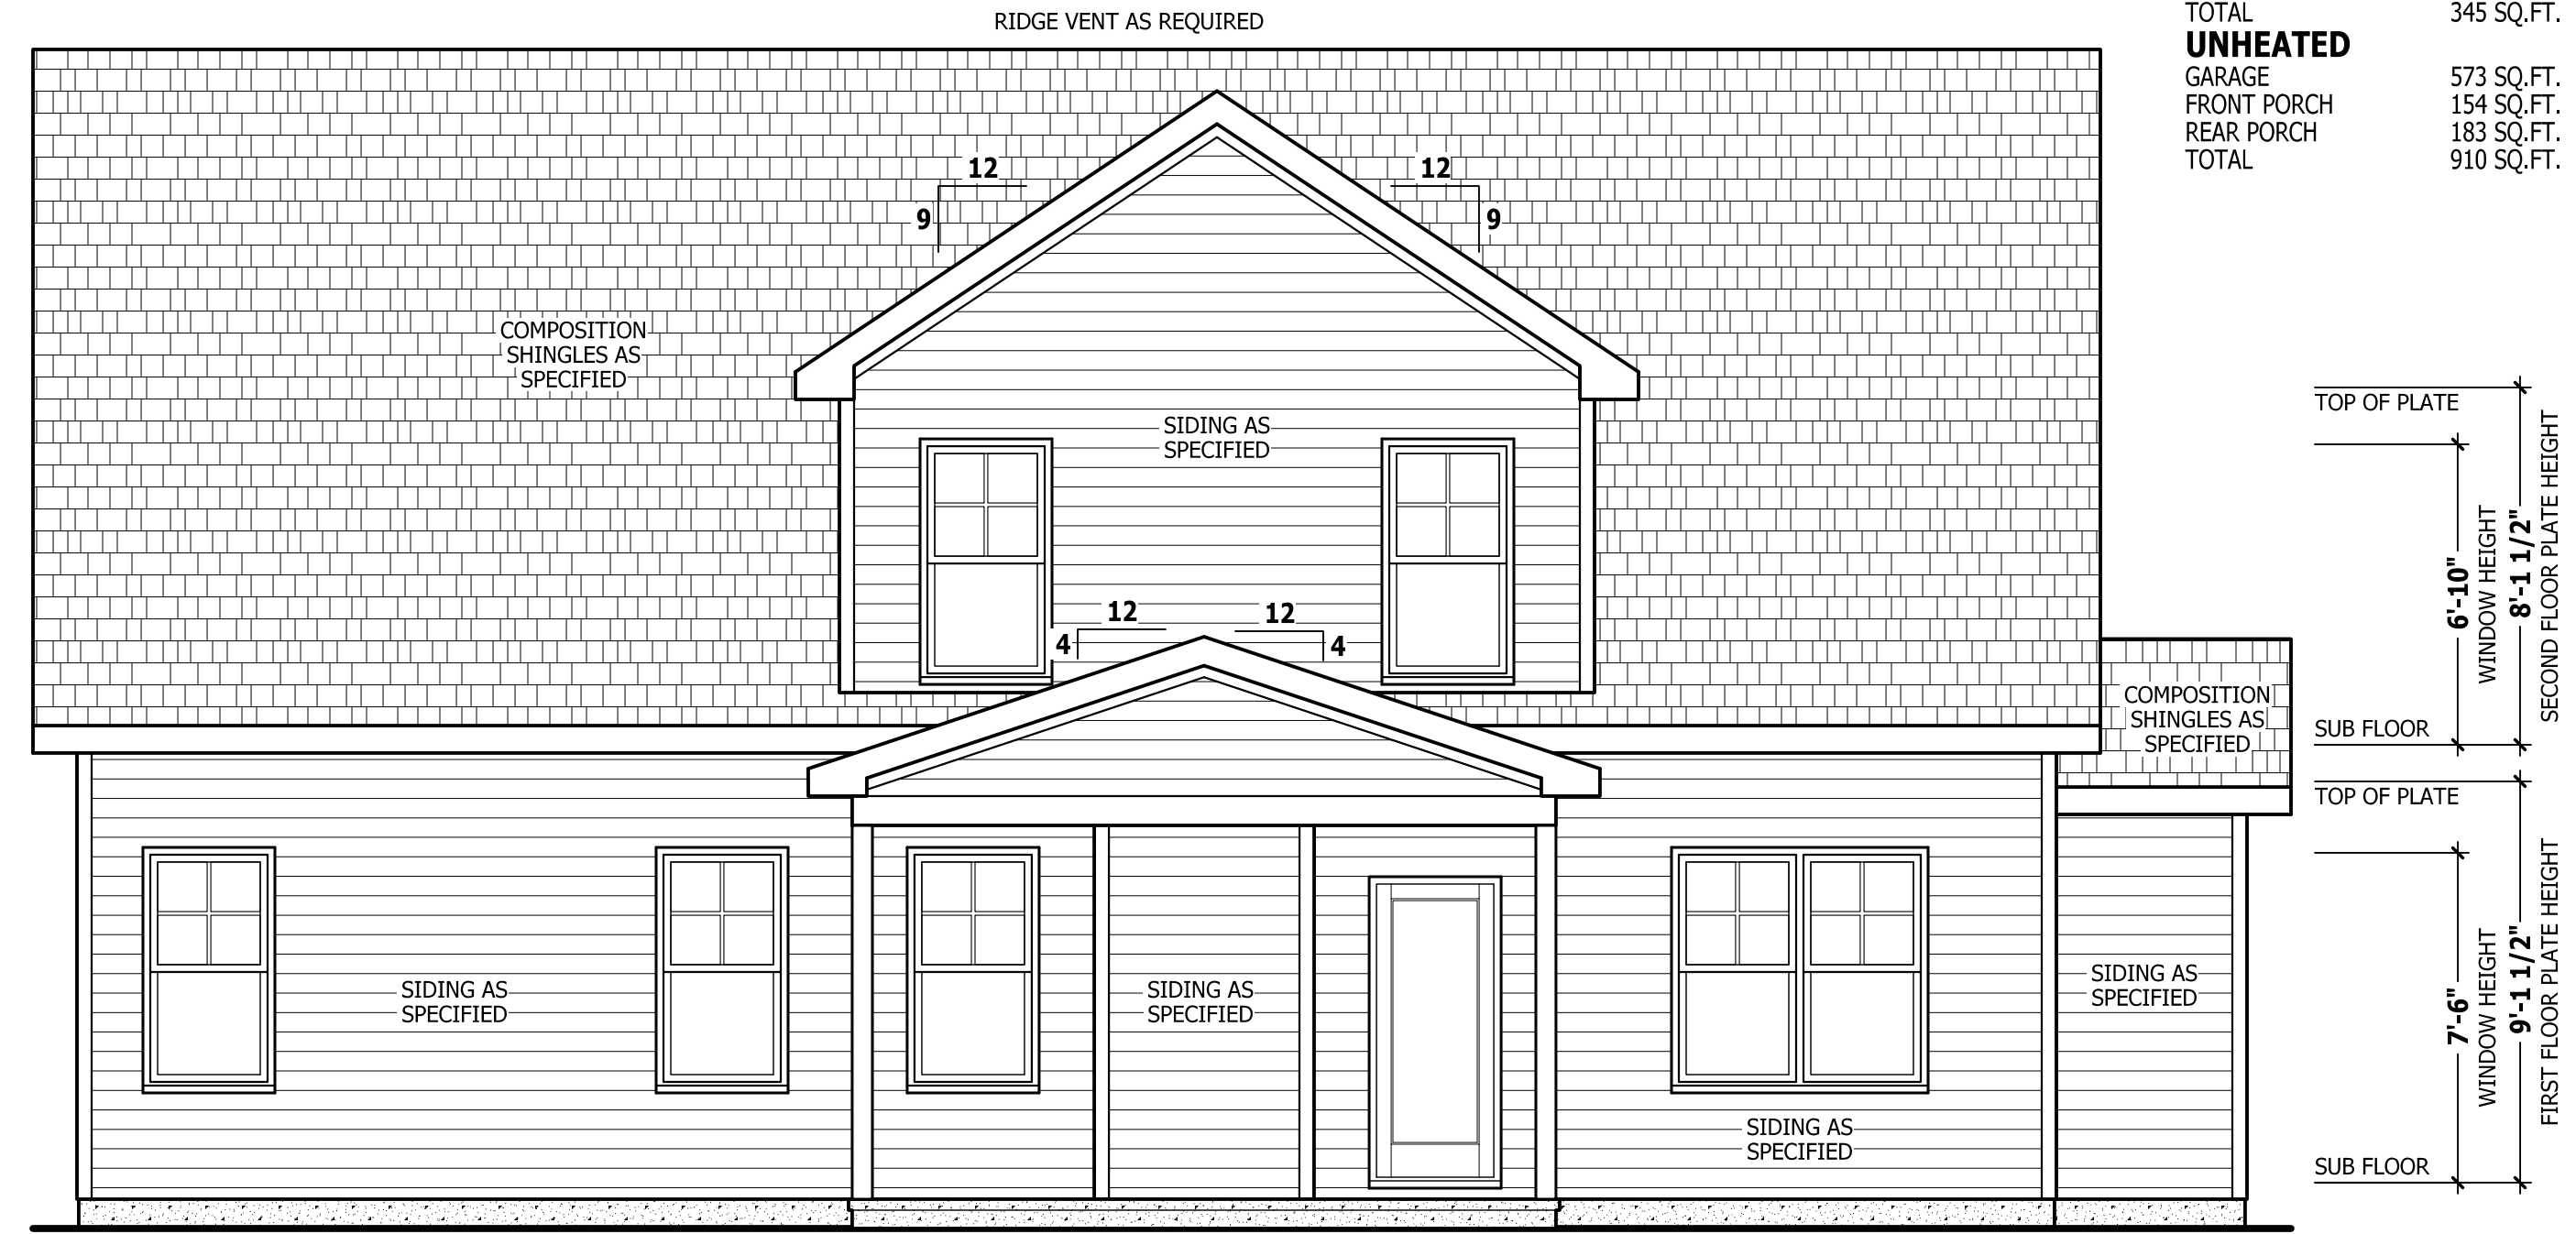 RIDGE VENT AS REQUIRED
TOTAL 345 SQ.FT.
UNHEATED
GARAGE 573 SQ.FT.
FRONT PORCH 154 SQ.FT.
REAR PORCH 183 SQ.FT.
TOTAL 910 SQ.FT.
12
9
12
9
COMPOSITION
SHINGLES AS
SPECIFIED
SIDING AS
SPECIFIED
12
4
12
4
COMPOSITION
SHINGLES AS
SPECIFIED
SIDING AS
SPECIFIED
SIDING AS
SPECIFIED
SIDING AS
SPECIFIED
SIDING AS
SPECIFIED
TOP OF PLATE
6'-10"
WINDOW HEIGHT
8'-1 1/2"
SECOND FLOOR PLATE HEIGHT
SUB FLOOR
TOP OF PLATE
7'-6"
WINDOW HEIGHT
9'-1 1/2"
FIRST FLOOR PLATE HEIGHT
SUB FLOOR